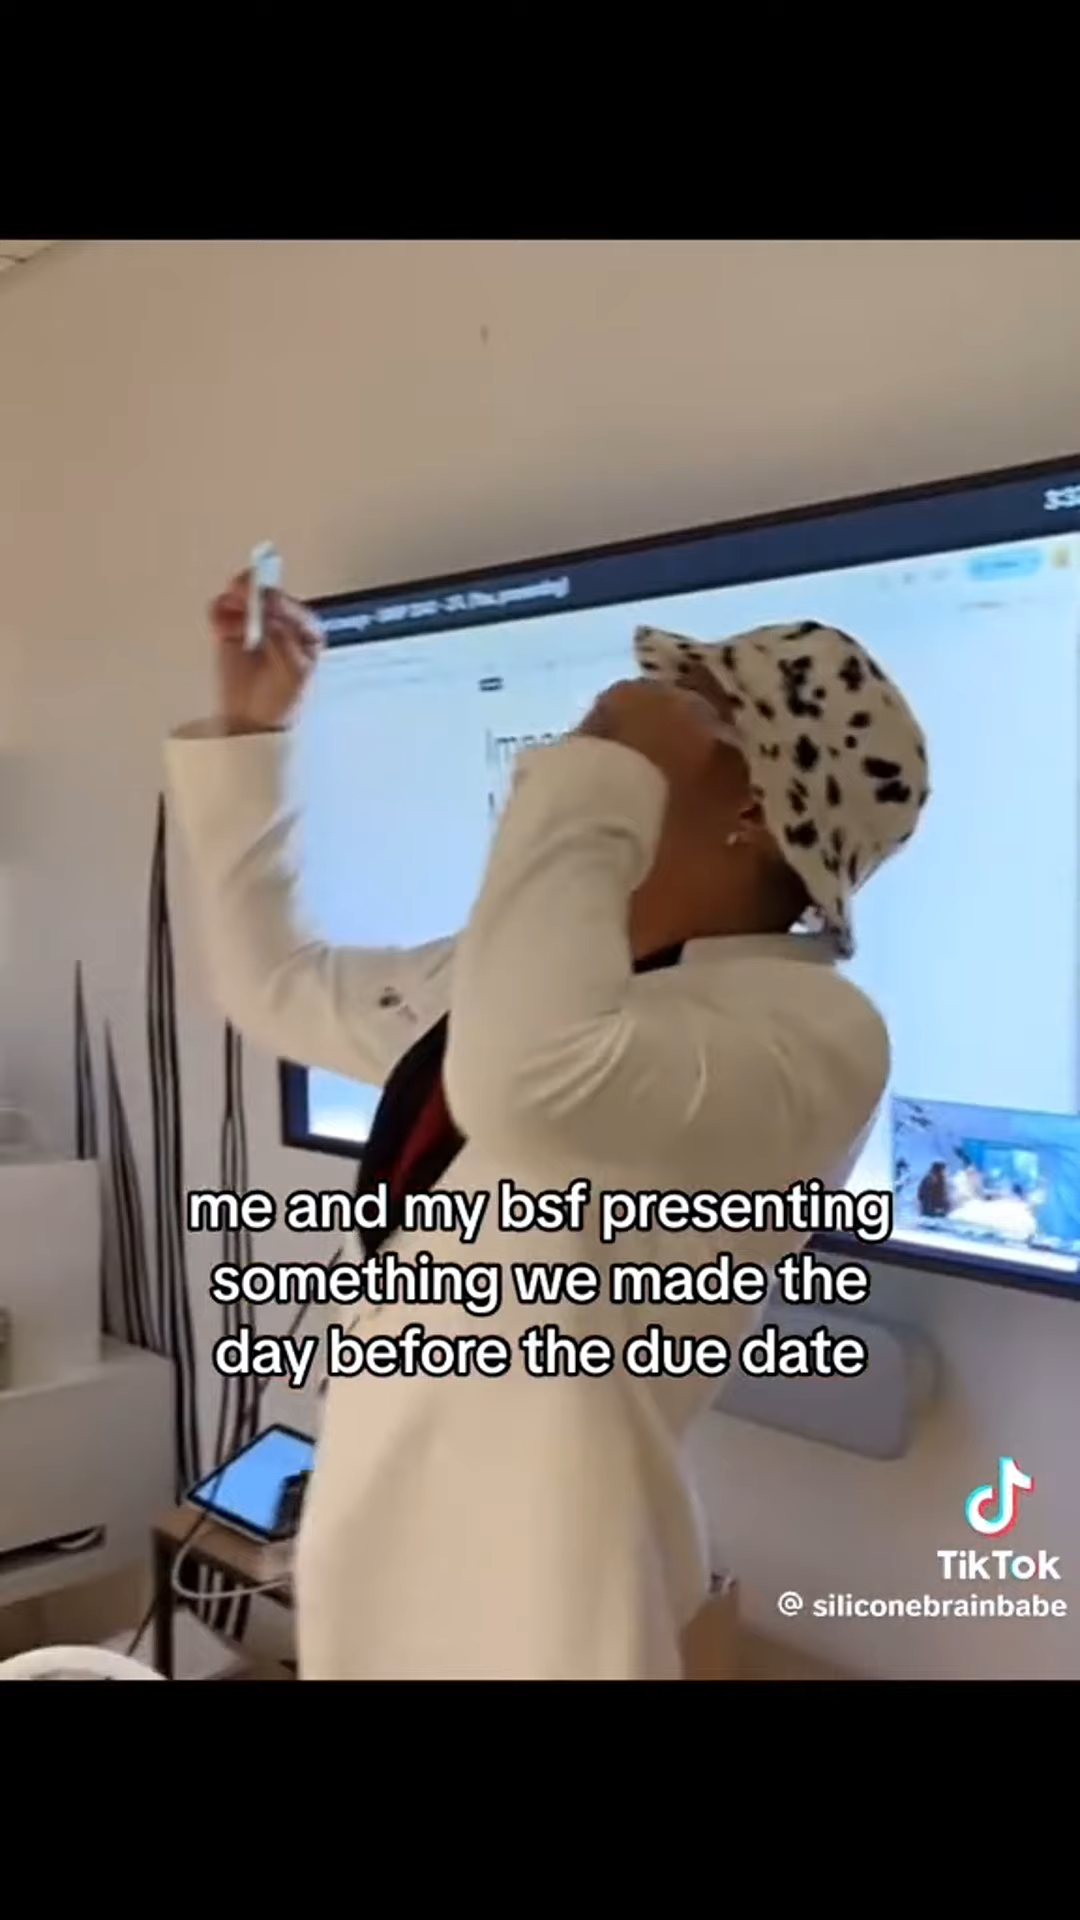 me and my bsf presenting
something we made the
day before the due date
TikTok
@ siliconebrainbabe